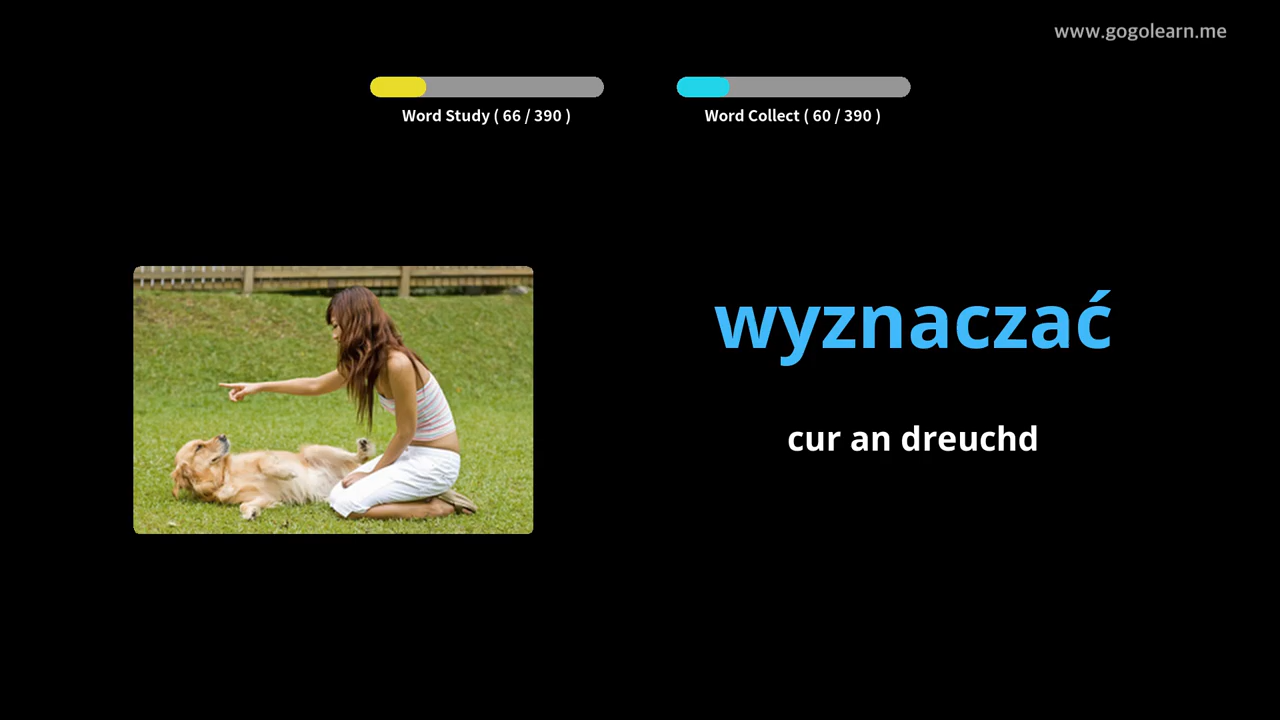 www.gogolearn.me
Word Study ( 66 / 390 )
Word Collect ( 60 / 390 )
wyznaczać
cur an dreuchd